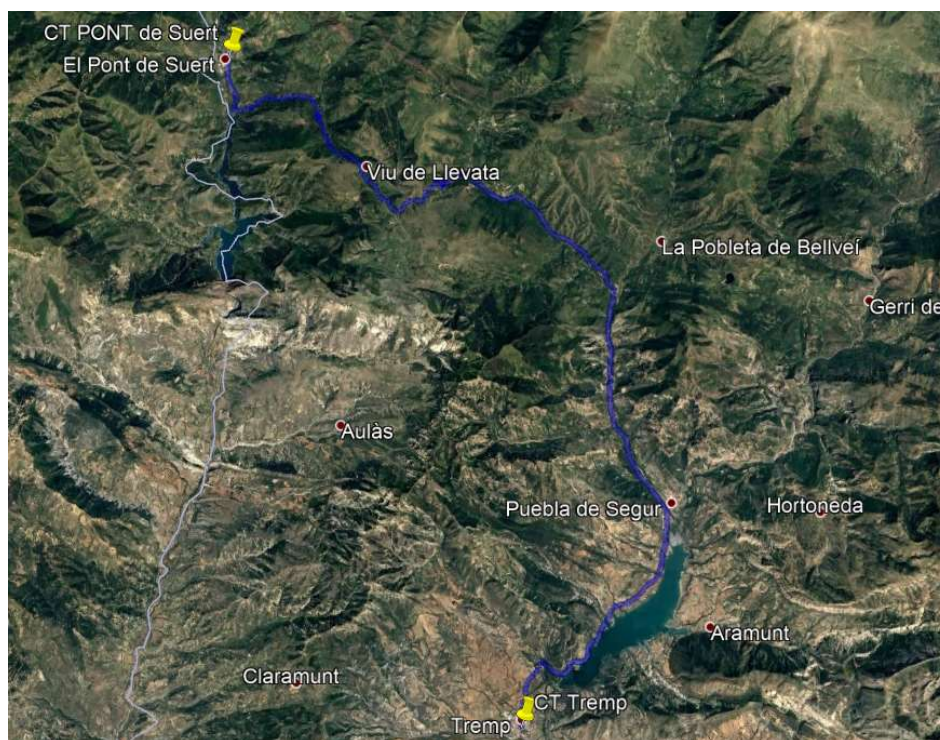 CT PONT de Suert
El Pont de Suert
Viu de Llevata
La Pobleta de Bellveí
Gerri de
Aulàs
Puebla de Segur
Hortoneda
Aramunt
Claramunt
CT Tremp
Tremp